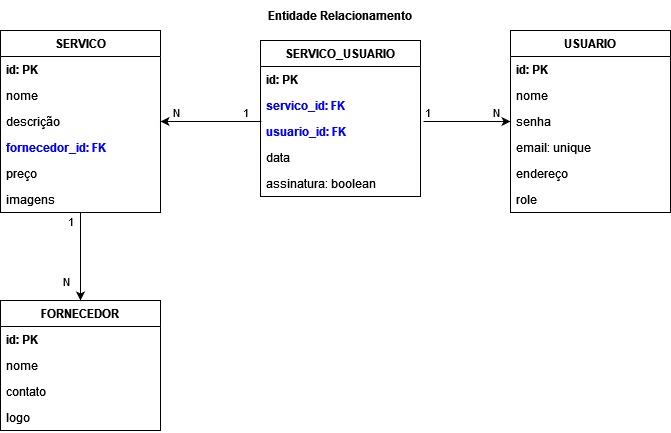 Entidade Relacionamento
SERVICO
id: PK
nome
descrição
fornecedor_id: FK
preço
imagens
N
1
SERVICO_USUARIO
id: PK
servico_id: FK
usuario_id: FK
data
assinatura: boolean
1
N
USUARIO
id: PK
nome
senha
email: unique
endereço
role
1
N
FORNECEDOR
id: PK
nome
contato
logo